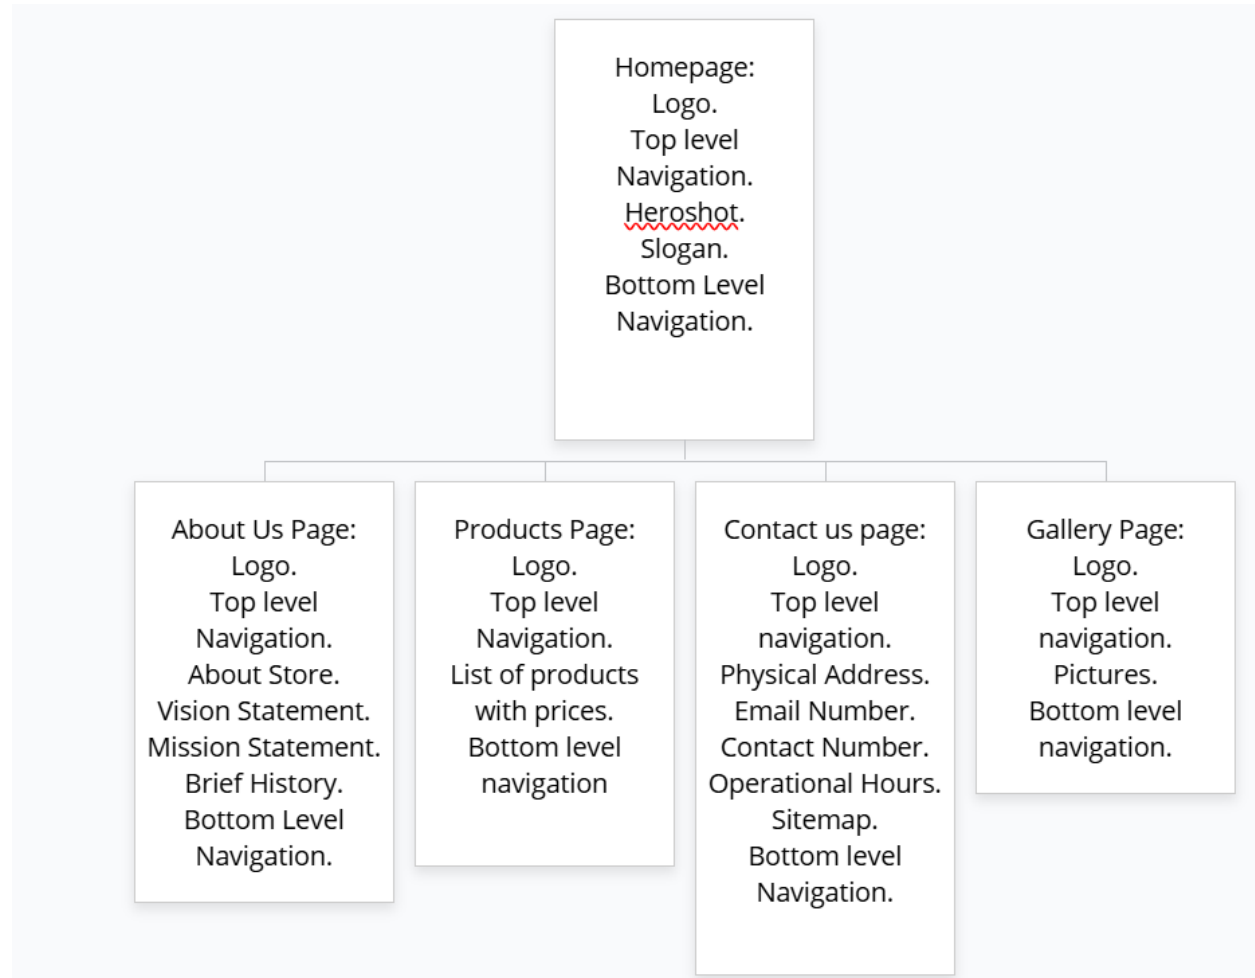 Homepage:
Logo.
Top level
Navigation.
Heroshot.
Slogan.
Bottom Level
Navigation.
About Us Page:
Logo.
Top level
Navigation.
About Store.
Vision Statement.
Mission Statement.
Brief History.
Bottom Level
Navigation.
Products Page:
Logo.
Top level
Navigation.
List of products
with prices.
Bottom level
navigation
Contact us page:
Logo.
Top level
navigation.
Physical Address.
Email Number.
Contact Number.
Operational Hours.
Sitemap.
Bottom level
Navigation.
Gallery Page:
Logo.
Top level
navigation.
Pictures.
Bottom level
navigation.